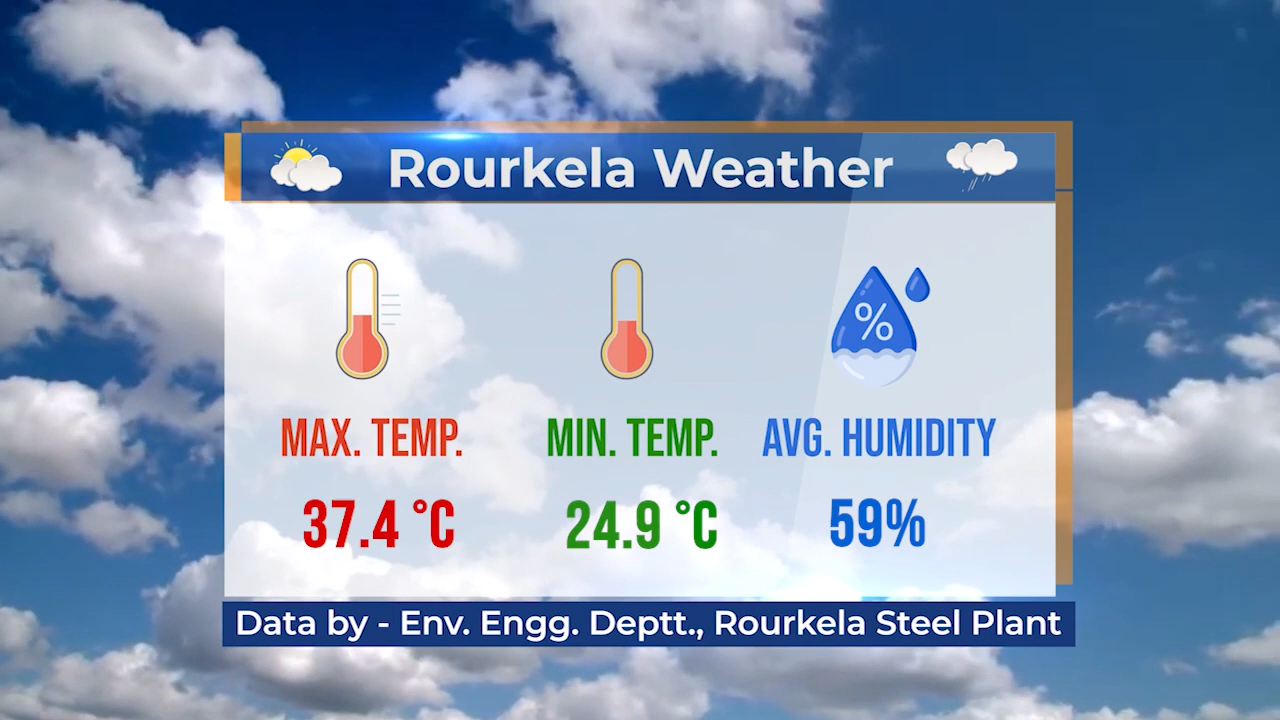 Rourkela Weather
%
MAX. TEMP. MIN. TEMP. AVG. HUMIDITY
37.4 °C 24.9 °C 59%
Data by - Env. Engg. Deptt., Rourkela Steel Plant